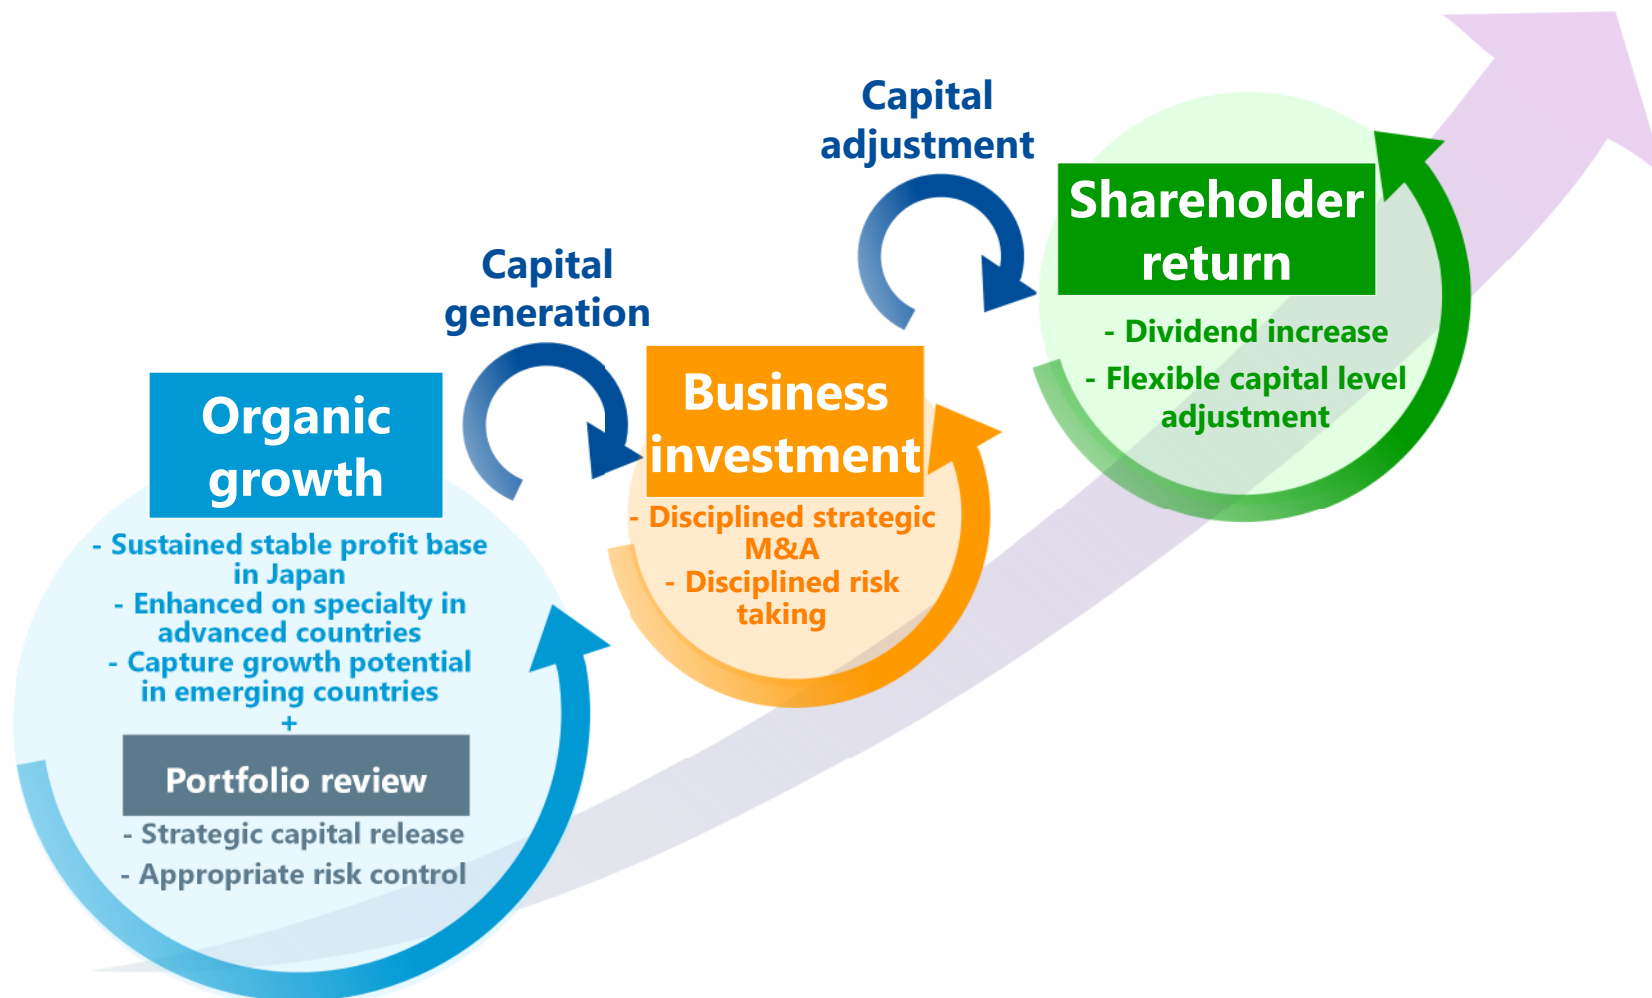 Organic
growth
- Sustained stable profit base
in Japan
- Enhanced on specialty in
advanced countries
- Capture growth potential
in emerging countries
+
Portfolio review
- Strategic capital release
- Appropriate risk control
Capital
generation
Business
investment
- Disciplined strategic
M&A
- Disciplined risk
taking
Capital
adjustment
Shareholder
return
- Dividend increase
- Flexible capital level
adjustment